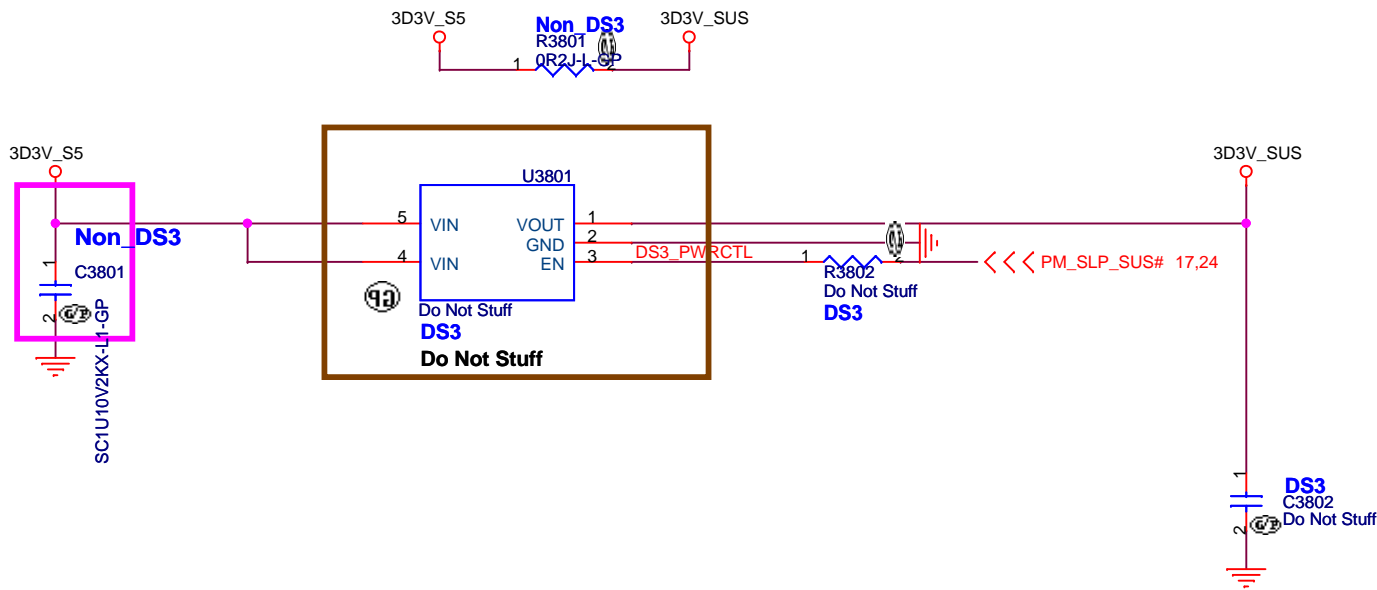 3D3V_S5
3D3V_SUS
Non_DS3
R3801
0R2J-L-GP
1
2
3D3V_S5
3D3V_SUS
U3801
5
VIN
VOUT
1
GND
2
4
VIN
EN
3
DS3_PWRCTL
1
2
R3802
Do Not Stuff
DS3
PM_SLP_SUS# 17,24
Non_DS3
1
C3801
2
G/P
SC1U10V2KX-L1-GP
GP
Do Not Stuff
DS3
Do Not Stuff
1
DS3
C3802
2
G/P
Do Not Stuff